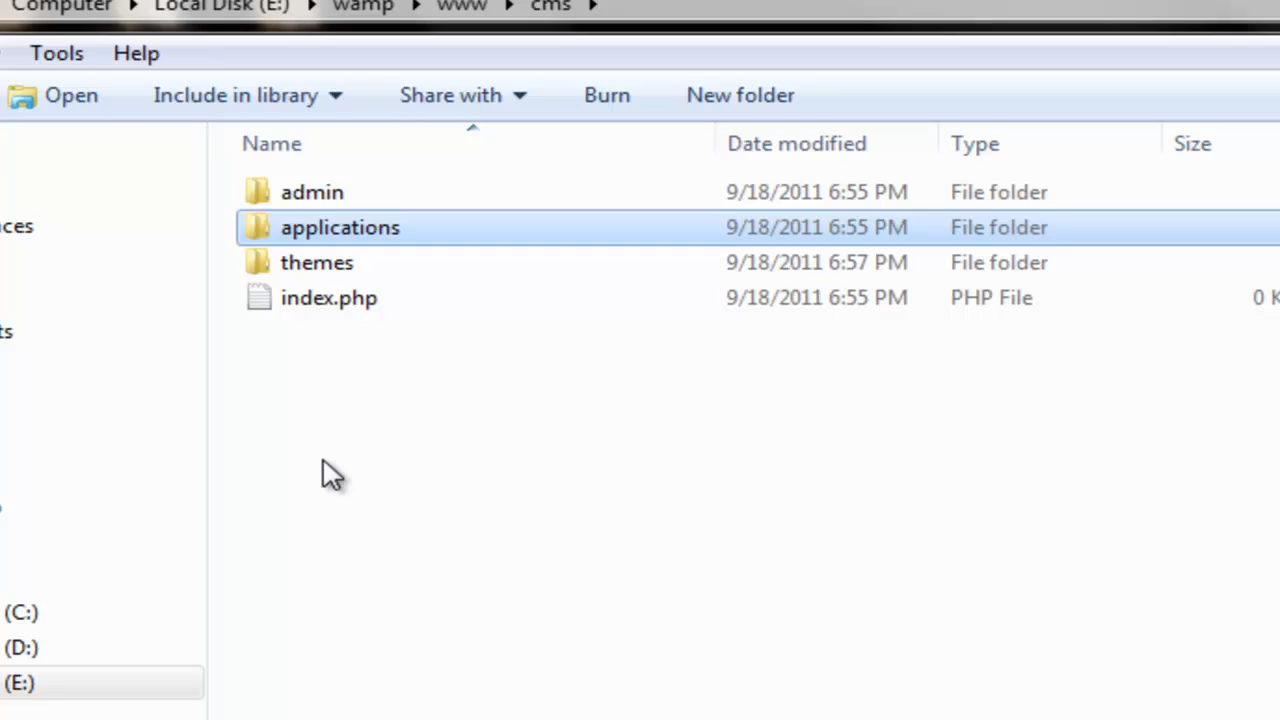 Computer Local Disk (E:) wamp www cms
Tools Help
Open Include in library Share with Burn New folder
Name Date modified Type Size
admin 9/18/2011 6:55 PM File folder
applications 9/18/2011 6:55 PM File folder
themes 9/18/2011 6:57 PM File folder
index.php 9/18/2011 6:55 PM PHP File 0 K
(C:)
(D:)
(E:)